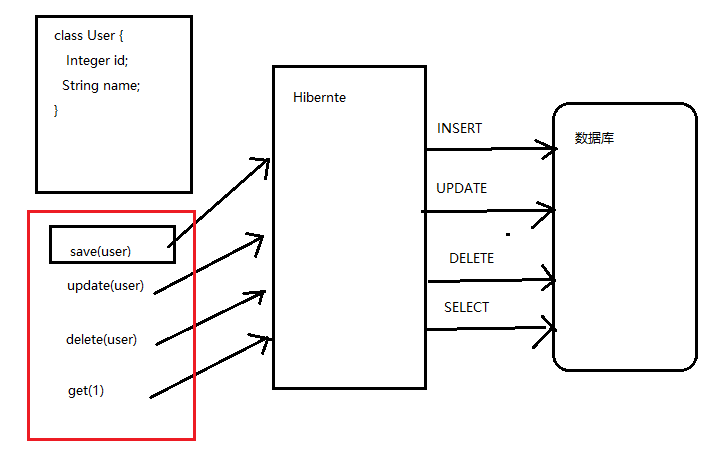 class User {
Integer id;
String name;
}
save(user)
update(user)
delete(user)
get(1)
Hibernte
INSERT
UPDATE
DELETE
SELECT
数据库